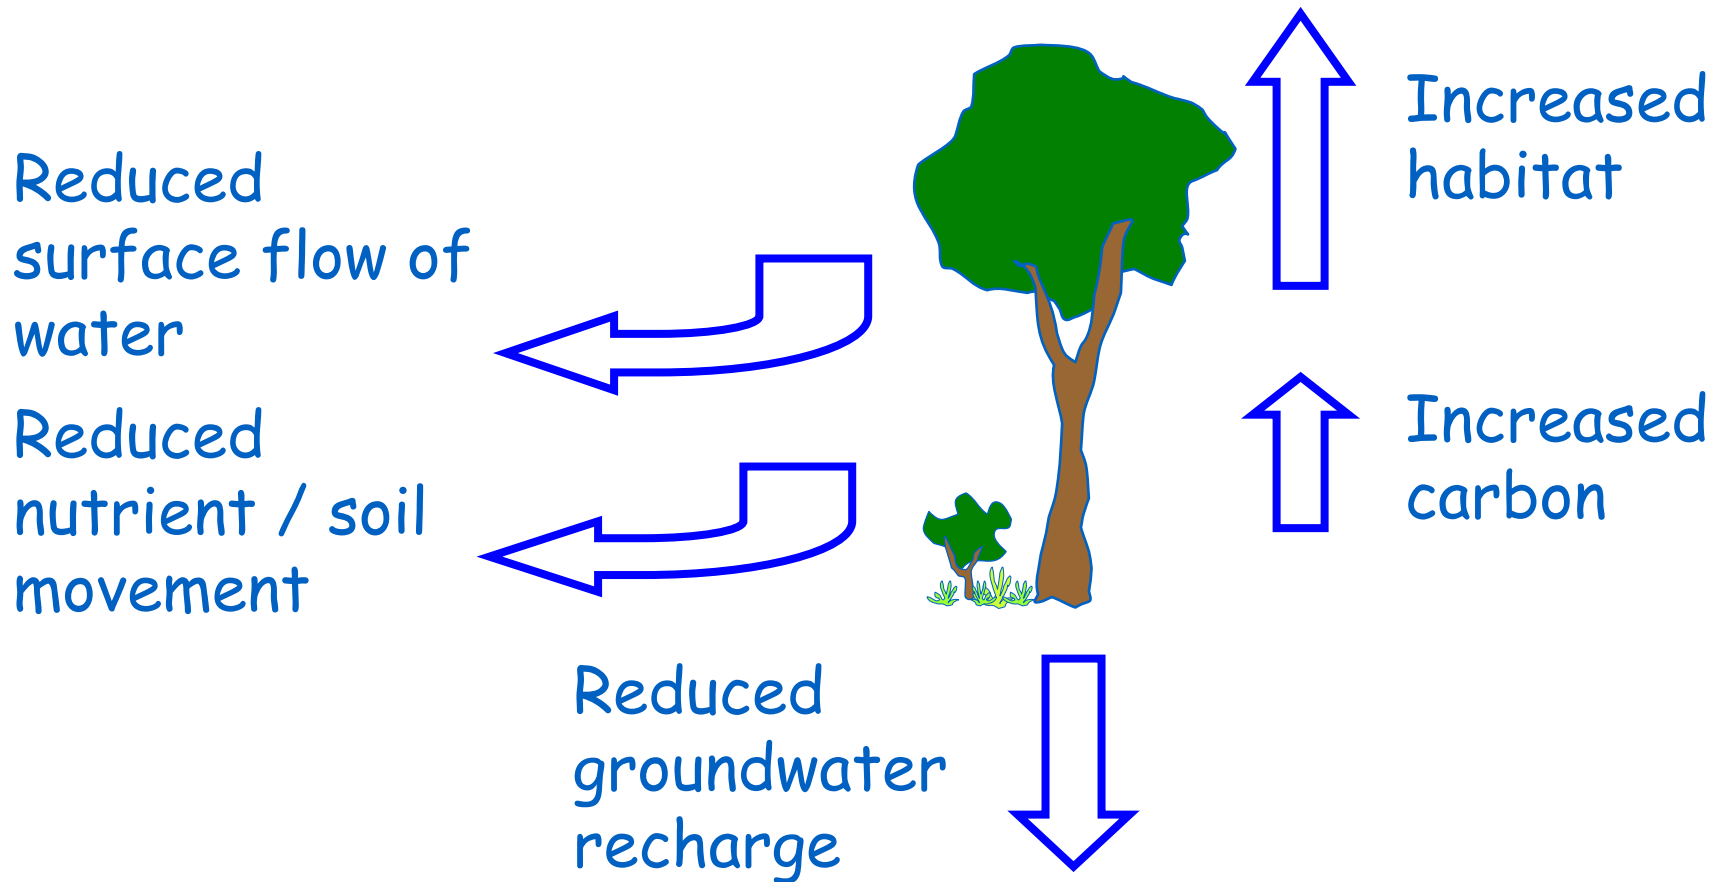 Reduced
surface flow of
water
Reduced
nutrient / soil
movement
Reduced
groundwater
recharge
Increased
habitat
Increased
carbon